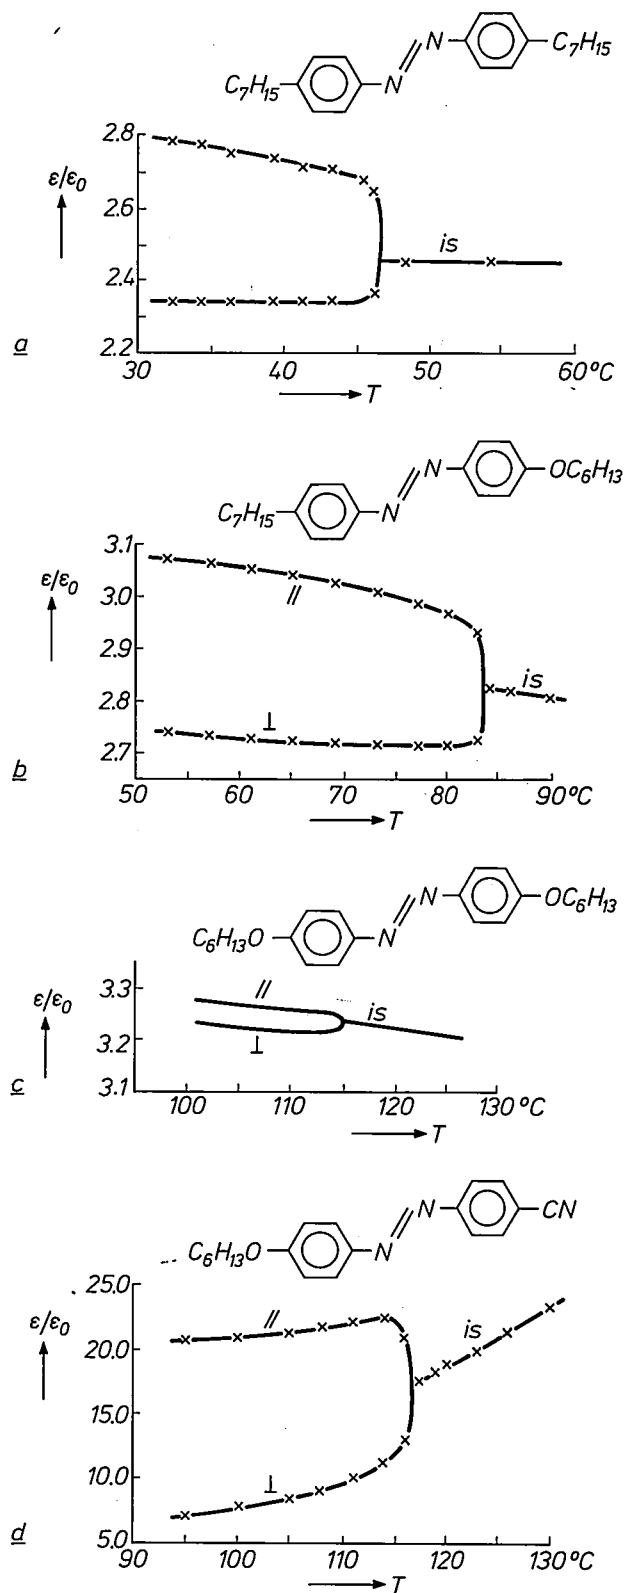 C₇H₁₅ N N C₇H₁₅
2.8
ε/ε₀
2.6
2.4
2.2
is
a
30 40 50 60 °C
T
C₇H₁₅ N N OC₆H₁₃
3.1
ε/ε₀
3.0
2.9
2.8
2.7
//
⊥
is
b
50 60 70 80 90 °C
T
C₆H₁₃O N N OC₆H₁₃
ε/ε₀
3.3
3.2
3.1
//
⊥
is
c
100 110 120 130 °C
T
C₆H₁₃O N N CN
25.0
ε/ε₀
20.0
15.0
10.0
5.0
//
⊥
is
d
90 100 110 120 130 °C
T